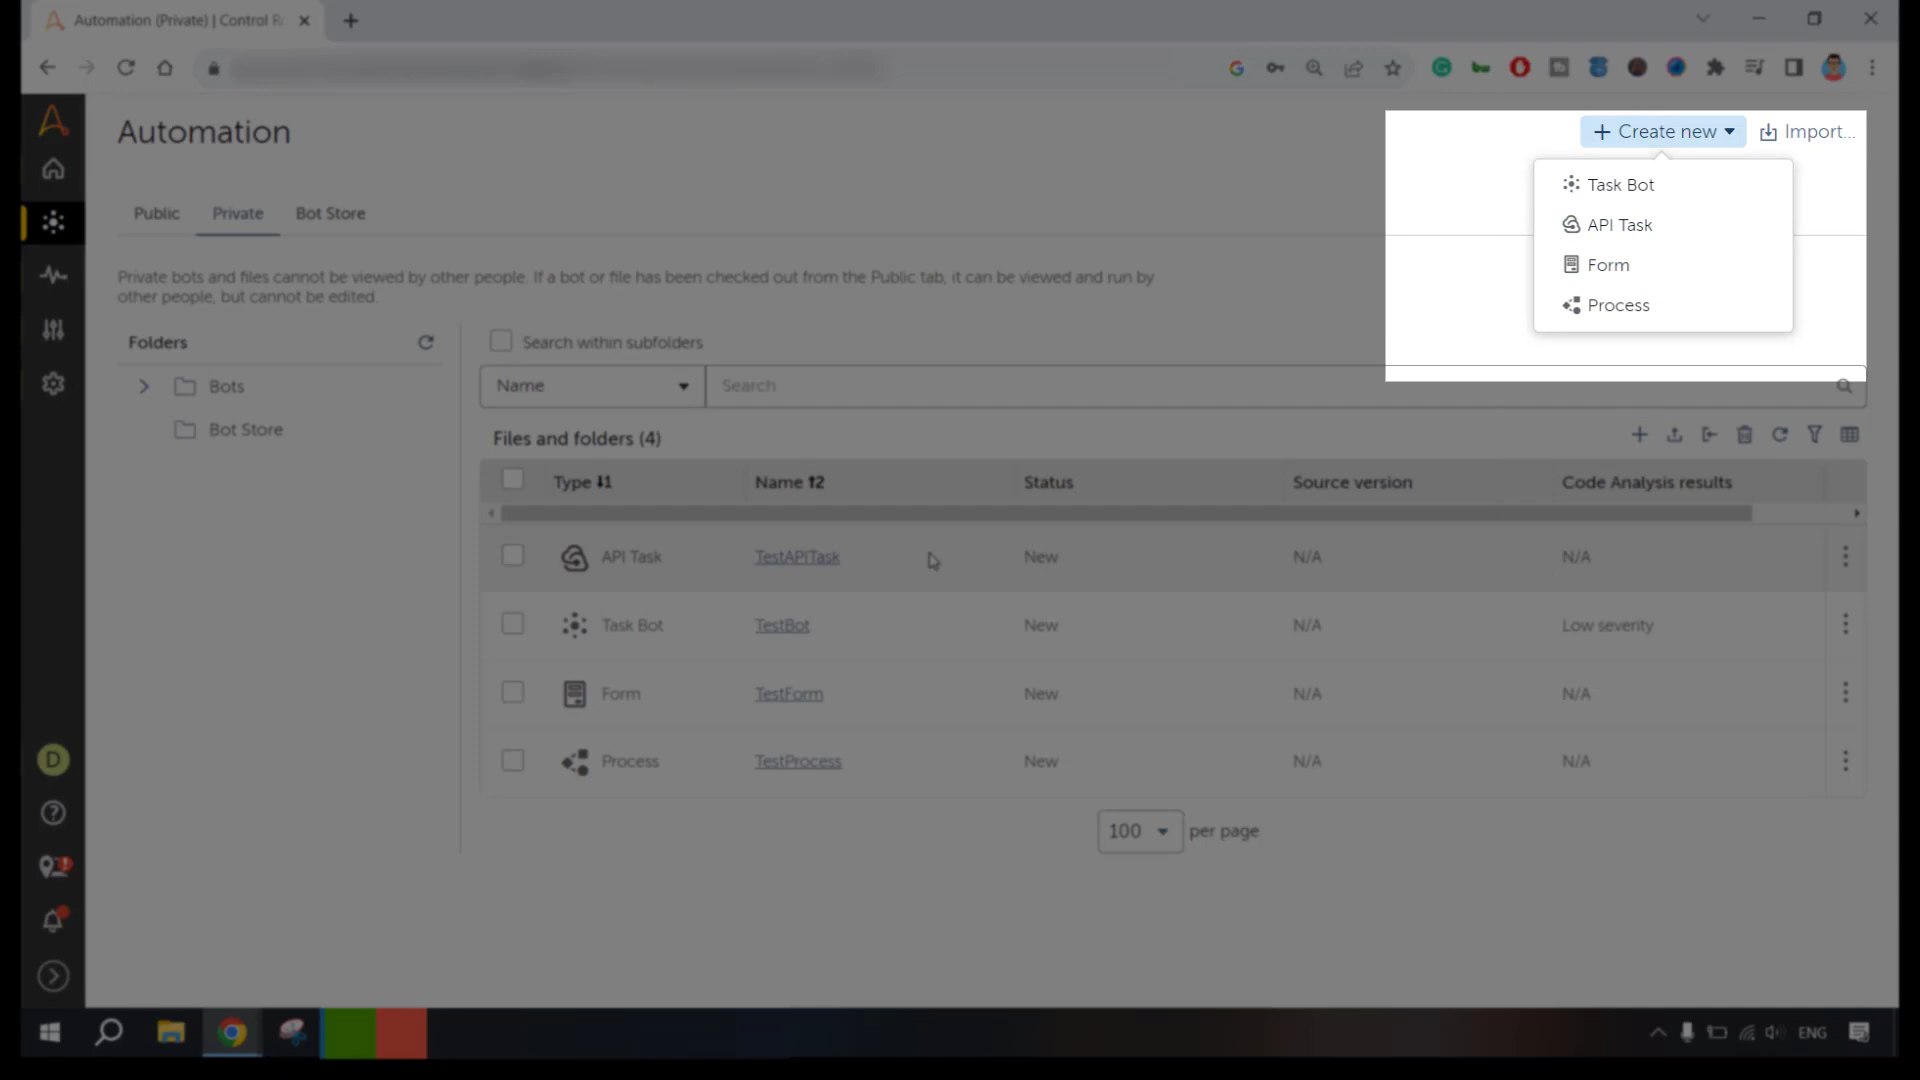 Automation (Private) | Control R
Automation
+ Create new
Import...
Task Bot
API Task
Form
Process
Public
Private
Bot Store
Private bots and files cannot be viewed by other people. If a bot or file has been checked out from the Public tab, it can be viewed and run by
other people, but cannot be edited.
Folders
Bots
Bot Store
Search within subfolders
Name
Search
Files and folders (4)
Type 1
Name 2
Status
Source version
Code Analysis results
API Task
TestAPITask
New
N/A
N/A
Task Bot
TestBot
New
N/A
Low severity
Form
TestForm
New
N/A
N/A
Process
TestProcess
New
N/A
N/A
100
per page
D
ENG